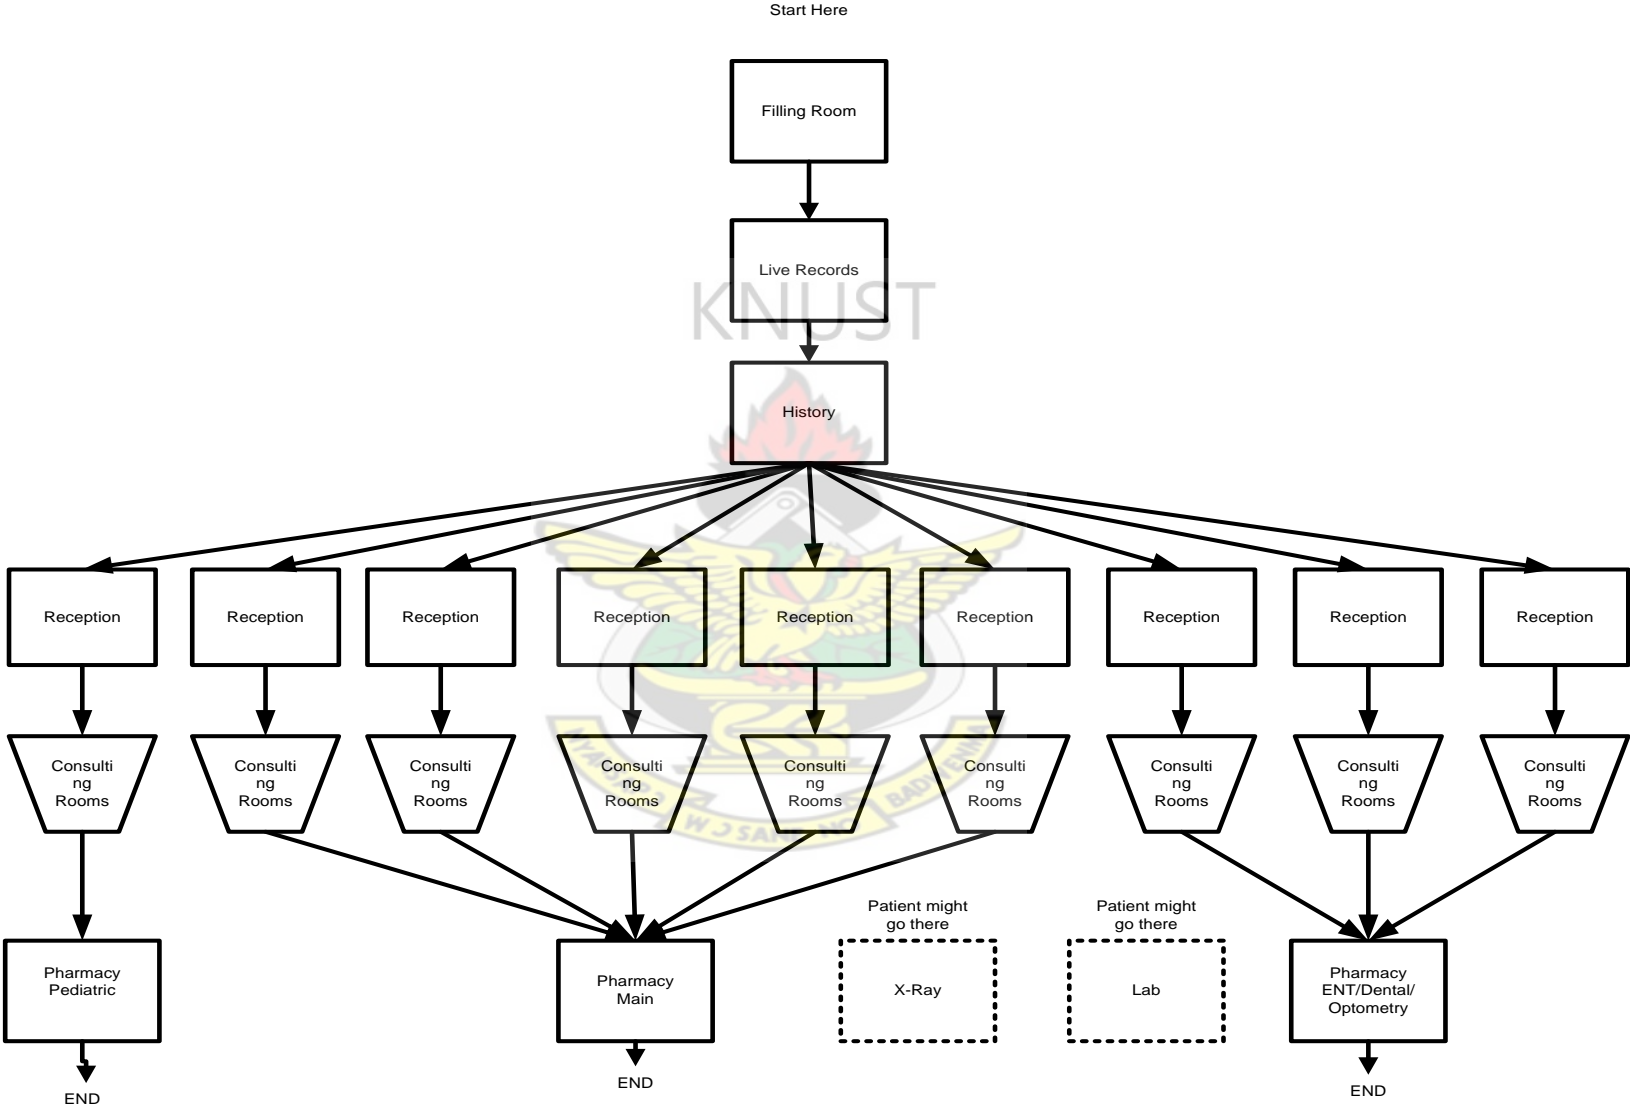 Start Here
Filling Room
Live Records
KNUST
History
Reception
Reception
Reception
Reception
Reception
Reception
Reception
Reception
Reception
Consulti
ng
Rooms
Consulti
ng
Rooms
Consulti
ng
Rooms
Consulti
ng
Rooms
Consulti
ng
Rooms
Consulti
ng
Rooms
Consulti
ng
Rooms
Consulti
ng
Rooms
Consulti
ng
Rooms
Pharmacy
Pediatric
END
Pharmacy
Main
END
Patient might
go there
X-Ray
Patient might
go there
Lab
Pharmacy
ENT/Dental/
Optometry
END